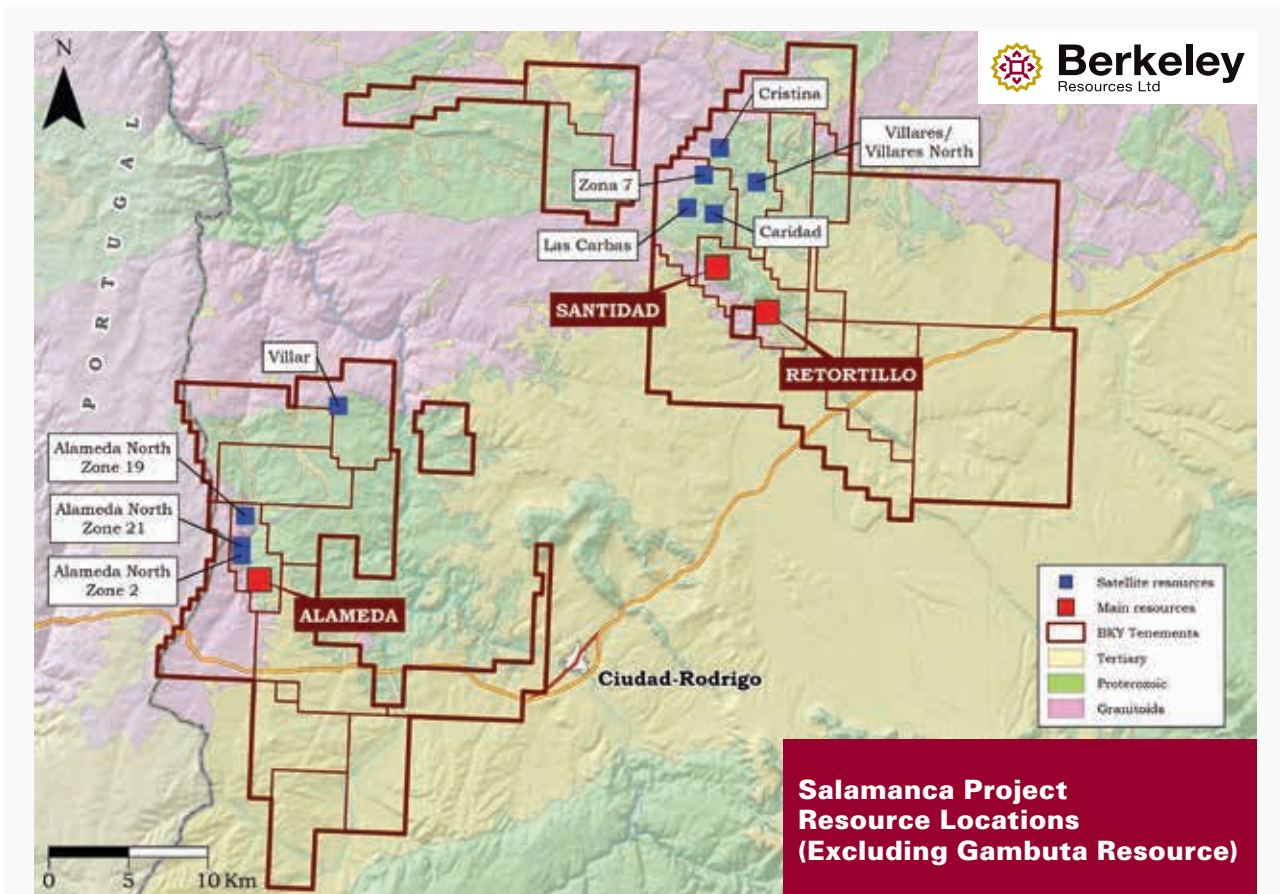 N
Berkeley
Resources Ltd
PORTUGAL
Cristina
Villares/
Villares North
Zona 7
Las Carbas
Caridad
SANTIDAD
RETORTILLO
Villar
Alameda North
Zone 19
Alameda North
Zone 21
Alameda North
Zone 2
ALAMEDA
Ciudad-Rodrigo
Satellite resources
Main resources
BKY Tenementa
Tertiary
Proterozoic
Granitoids
0 5 10 Km
Salamanca Project
Resource Locations
(Excluding Gambuta Resource)